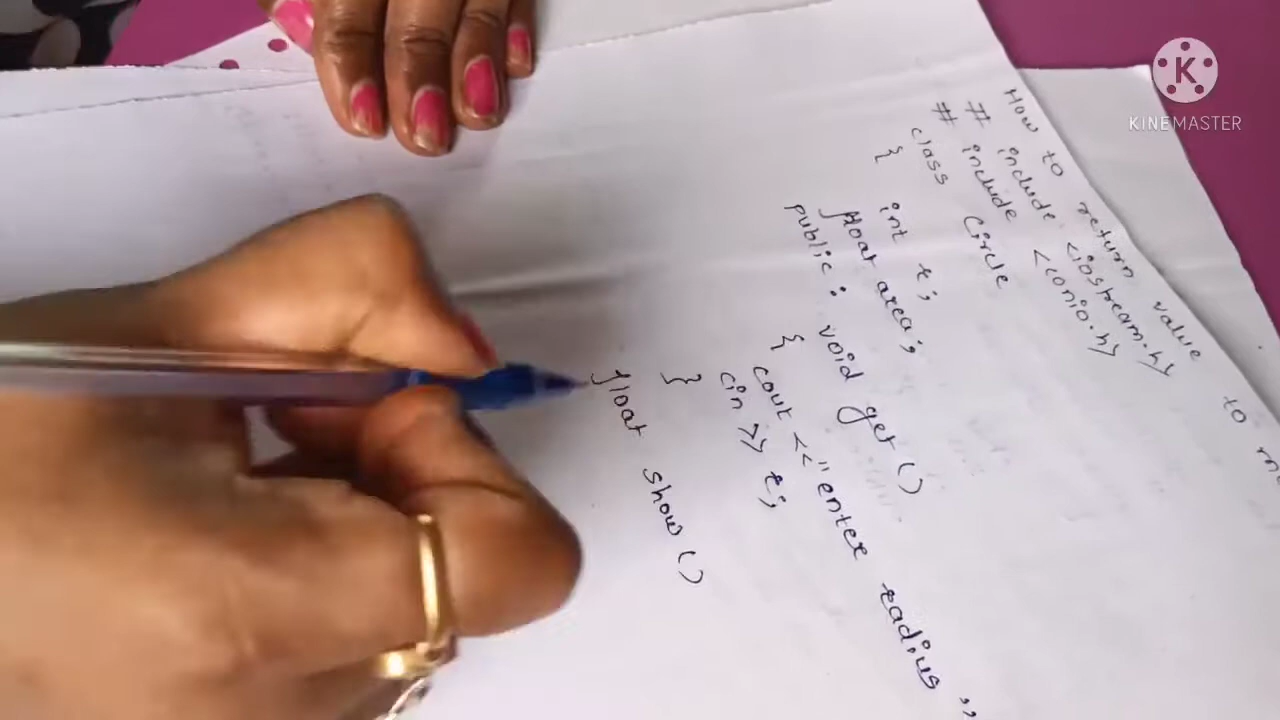 How to return value to
# include <iostream.h>
# include <conio.h>
class Circle
{
int r;
float area;
public: void get()
{
cout << "enter radius"
cin >> r;
}
float show()
K
KINEMASTER